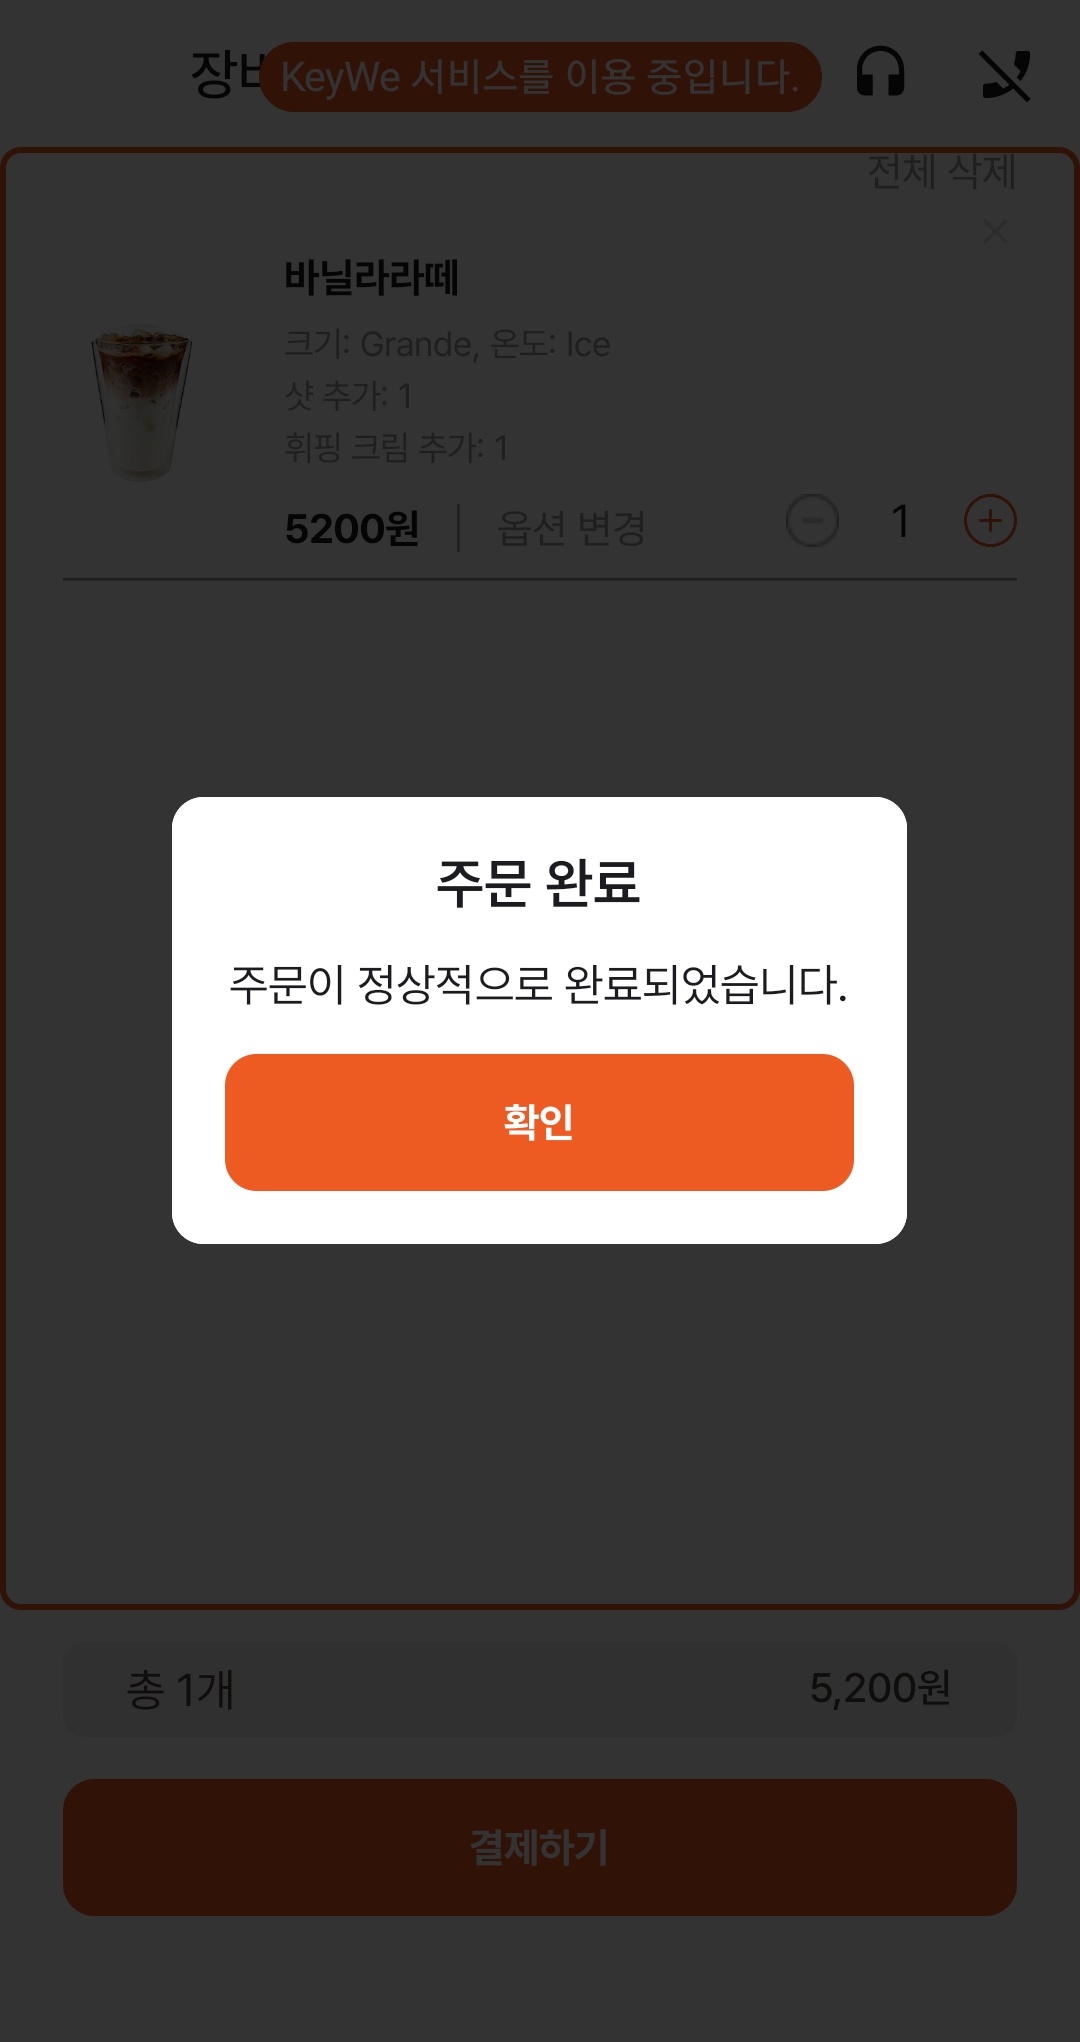 장
KeyWe 서비스를 이용 중입니다.
전체 삭제
바닐라라떼
크기: Grande, 온도: Ice
샷 추가: 1
휘핑 크림 추가: 1
5200원 | 옵션 변경
1
주문 완료
주문이 정상적으로 완료되었습니다.
확인
총 1개
5,200원
결제하기